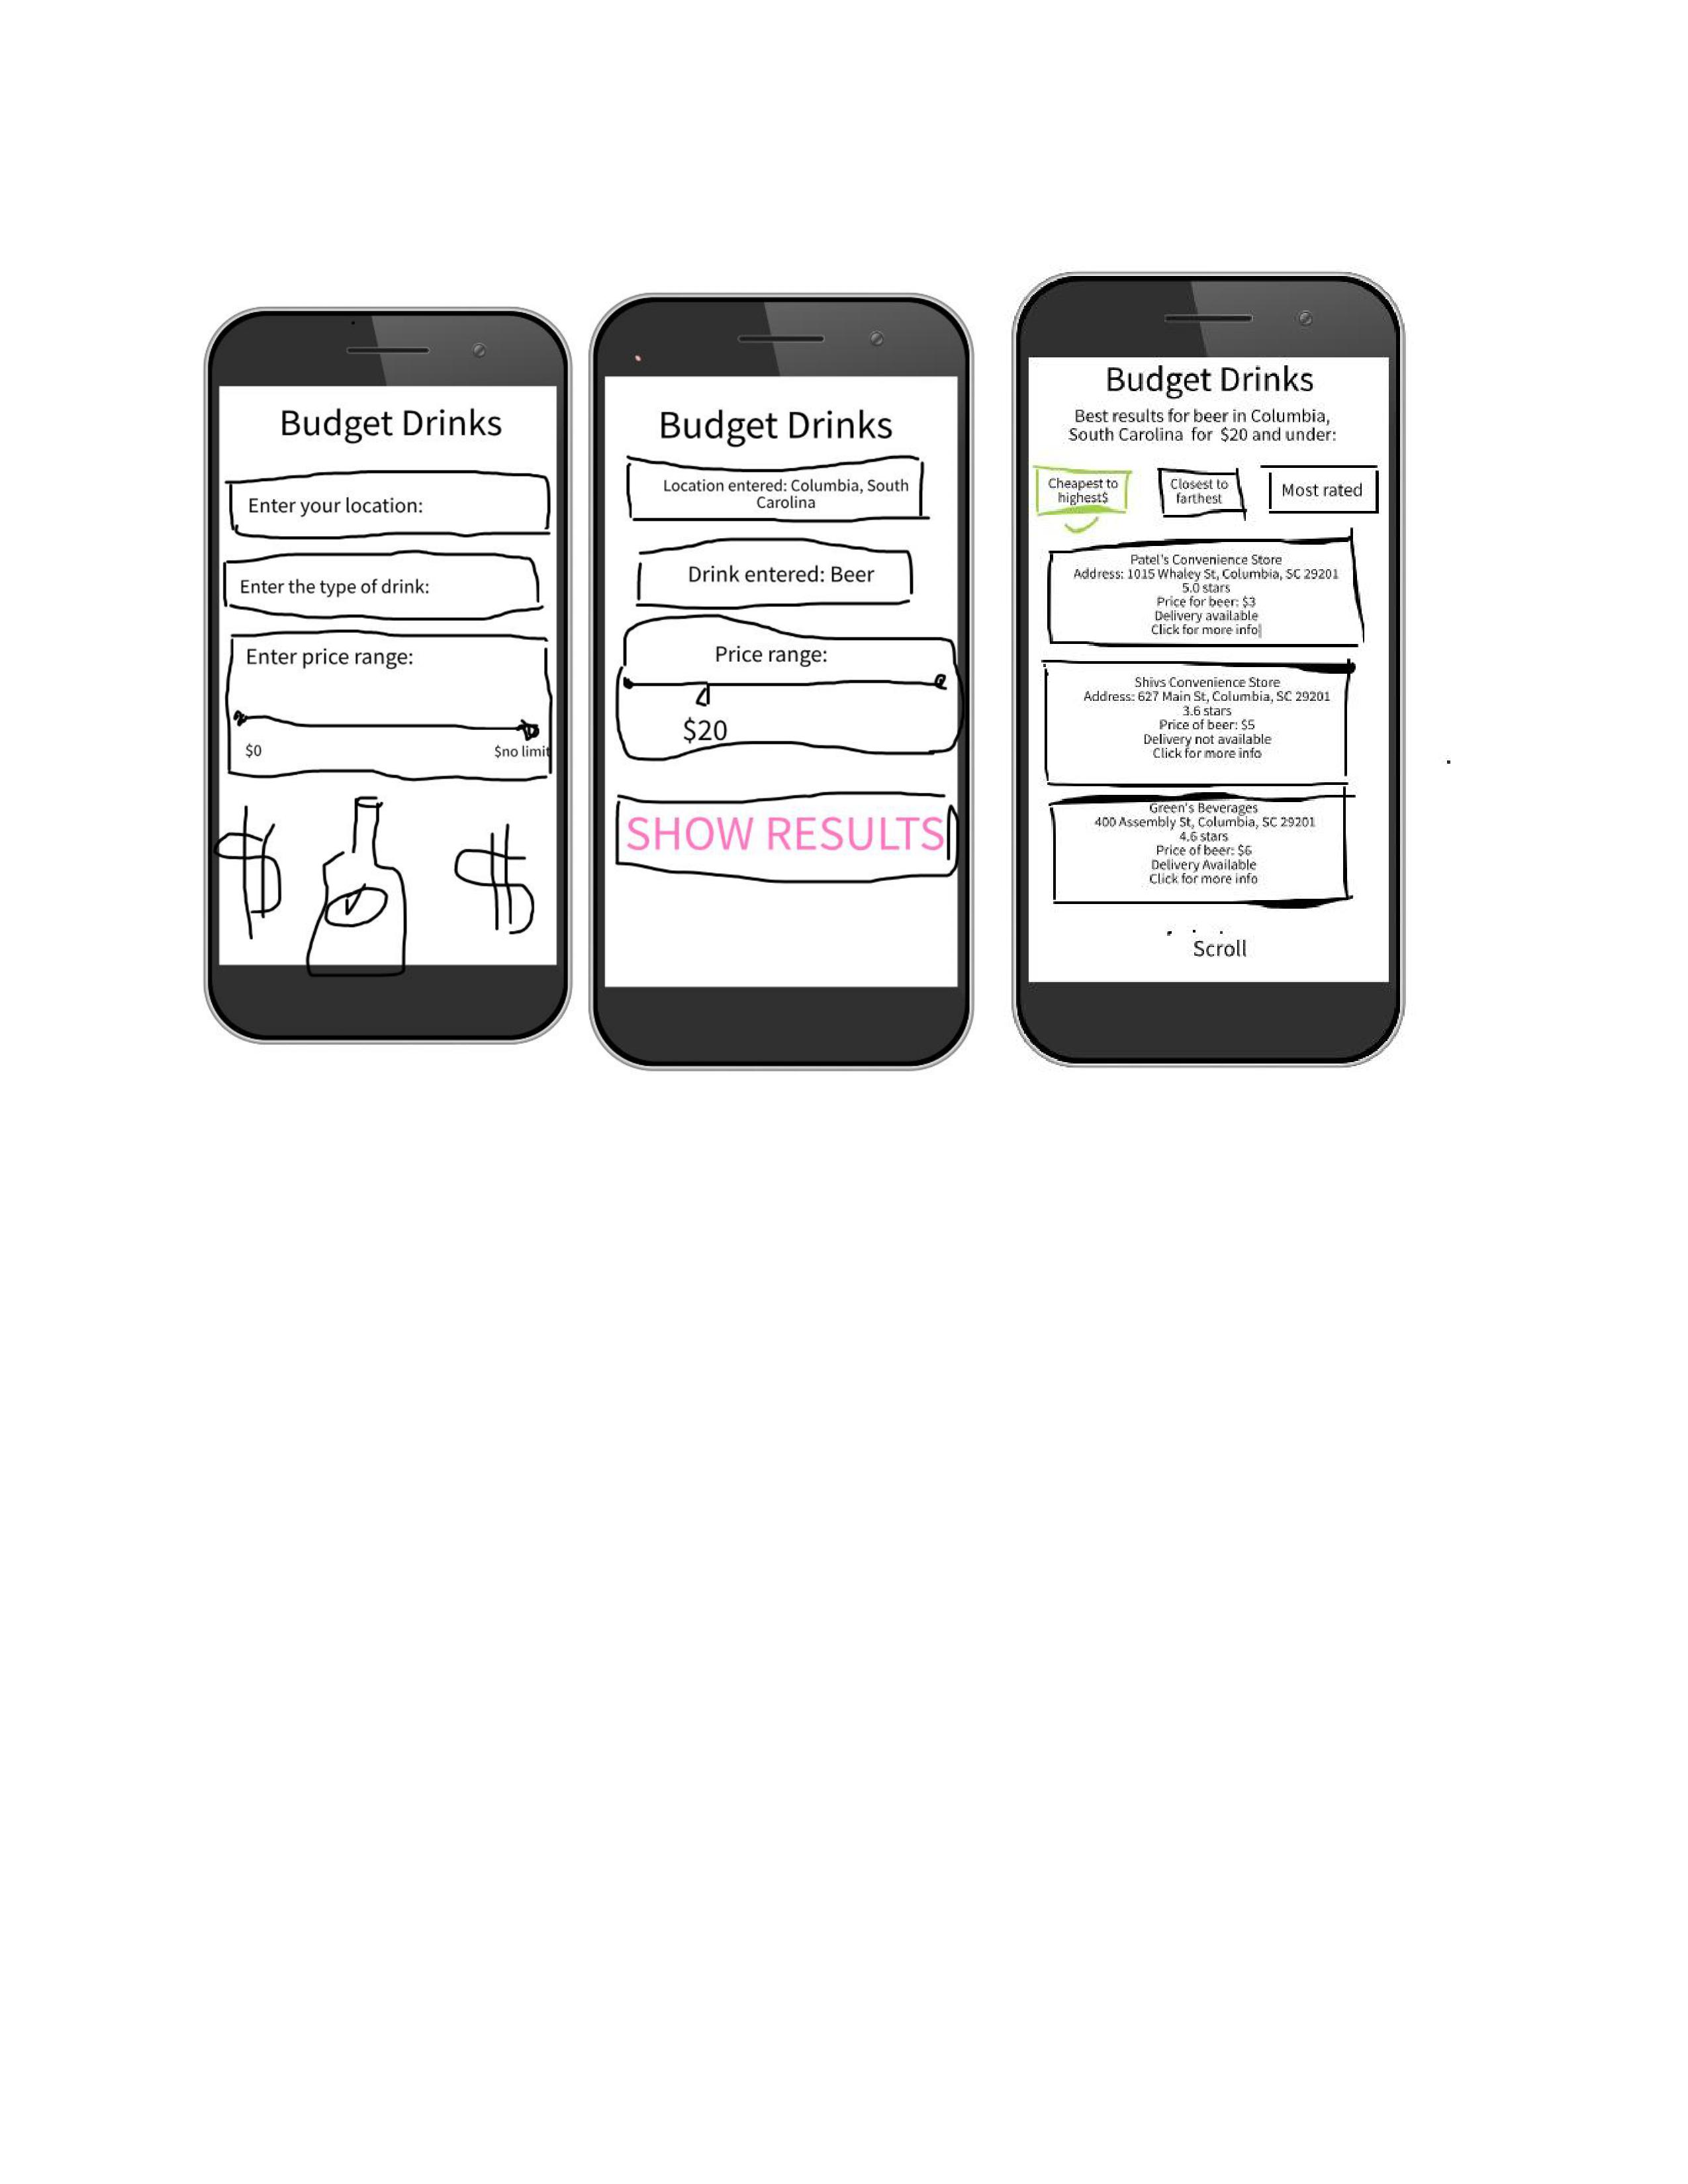 Budget Drinks
Enter your location:
Enter the type of drink:
Enter price range:
$0 $no limit
$ $
Budget Drinks
Location entered: Columbia, South
Carolina
Drink entered: Beer
Price range:
$20
SHOW RESULTS
Budget Drinks
Best results for beer in Columbia,
South Carolina for $20 and under:
Cheapest to
highest$
Closest to
farthest
Most rated
Patel's Convenience Store
Address: 1015 Whaley St, Columbia, SC 29201
5.0 stars
Price for beer: $3
Delivery available
Click for more info
Shivs Convenience Store
Address: 627 Main St, Columbia, SC 29201
3.6 stars
Price of beer: $5
Delivery not available
Click for more info
Green's Beverages
400 Assembly St, Columbia, SC 29201
4.6 stars
Price of beer: $6
Delivery Available
Click for more info
. . .
Scroll